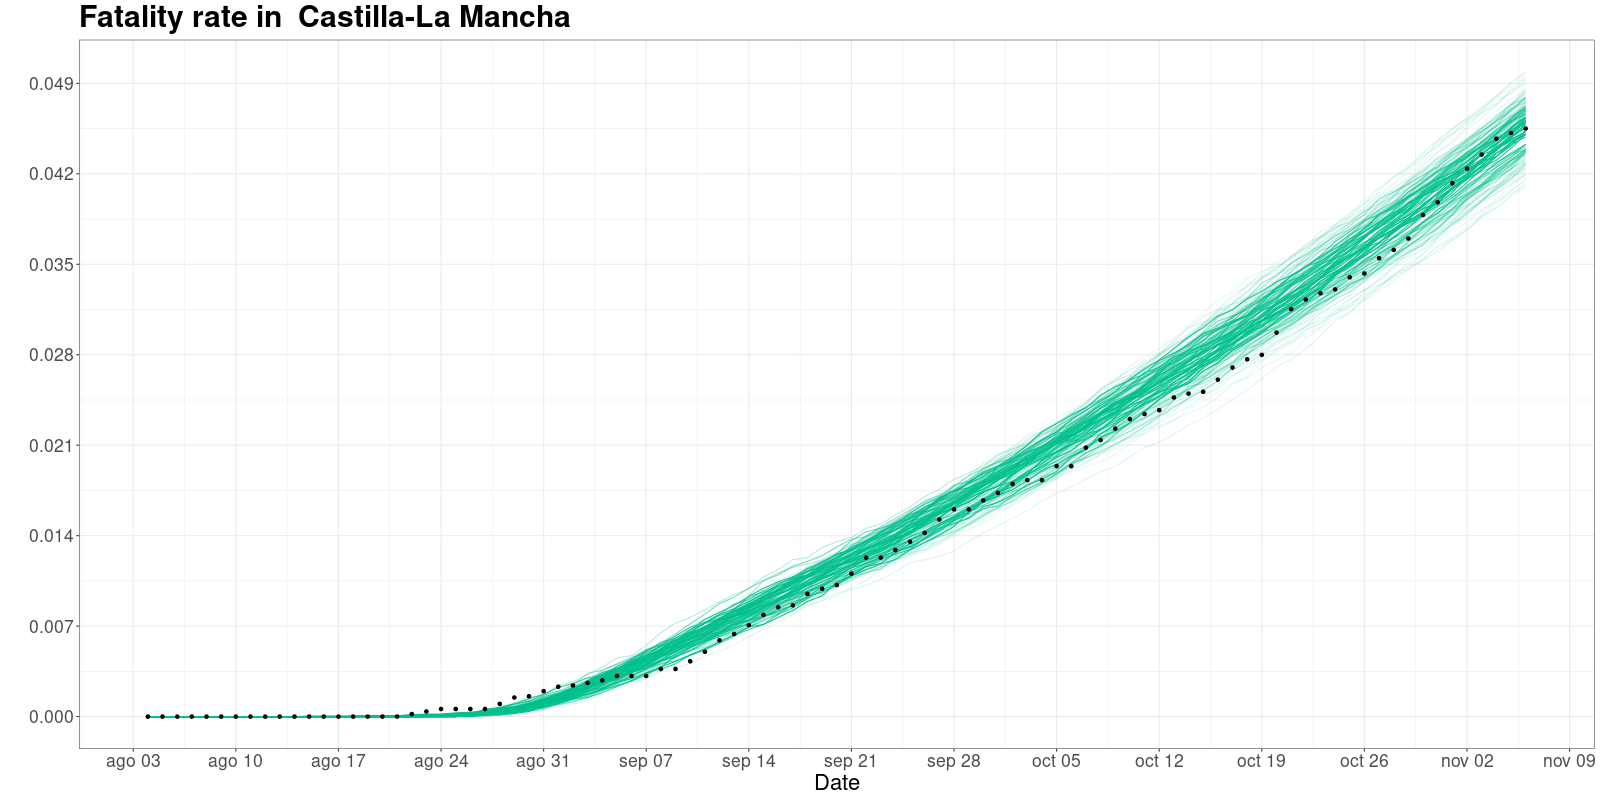 Fatality rate in  Castilla-La Mancha
0.049
0.042
0.035
0.028
0.021
0.014
0.007
0.000
ago 03 ago 10 ago 17 ago 24 ago 31 sep 07 sep 14 sep 21 sep 28 oct 05 oct 12 oct 19 oct 26 nov 02 nov 09
Date